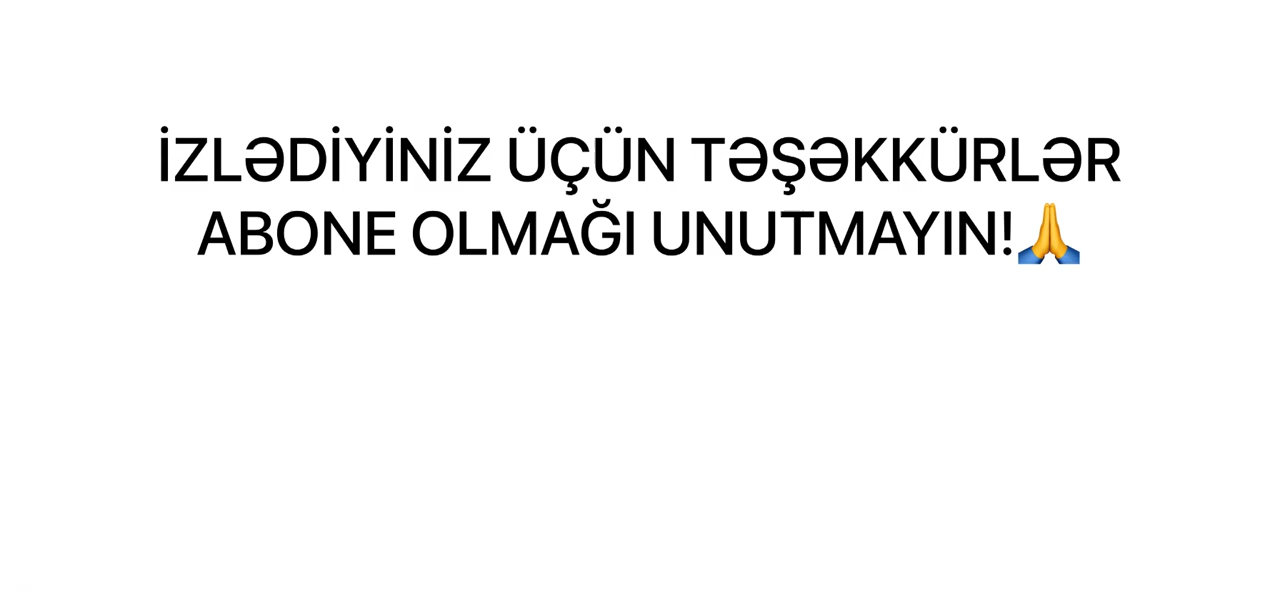 İZLƏDİYİNİZ ÜÇÜN TƏŞƏKKÜRLƏR
ABONE OLMAĞI UNUTMAYIN!🙏